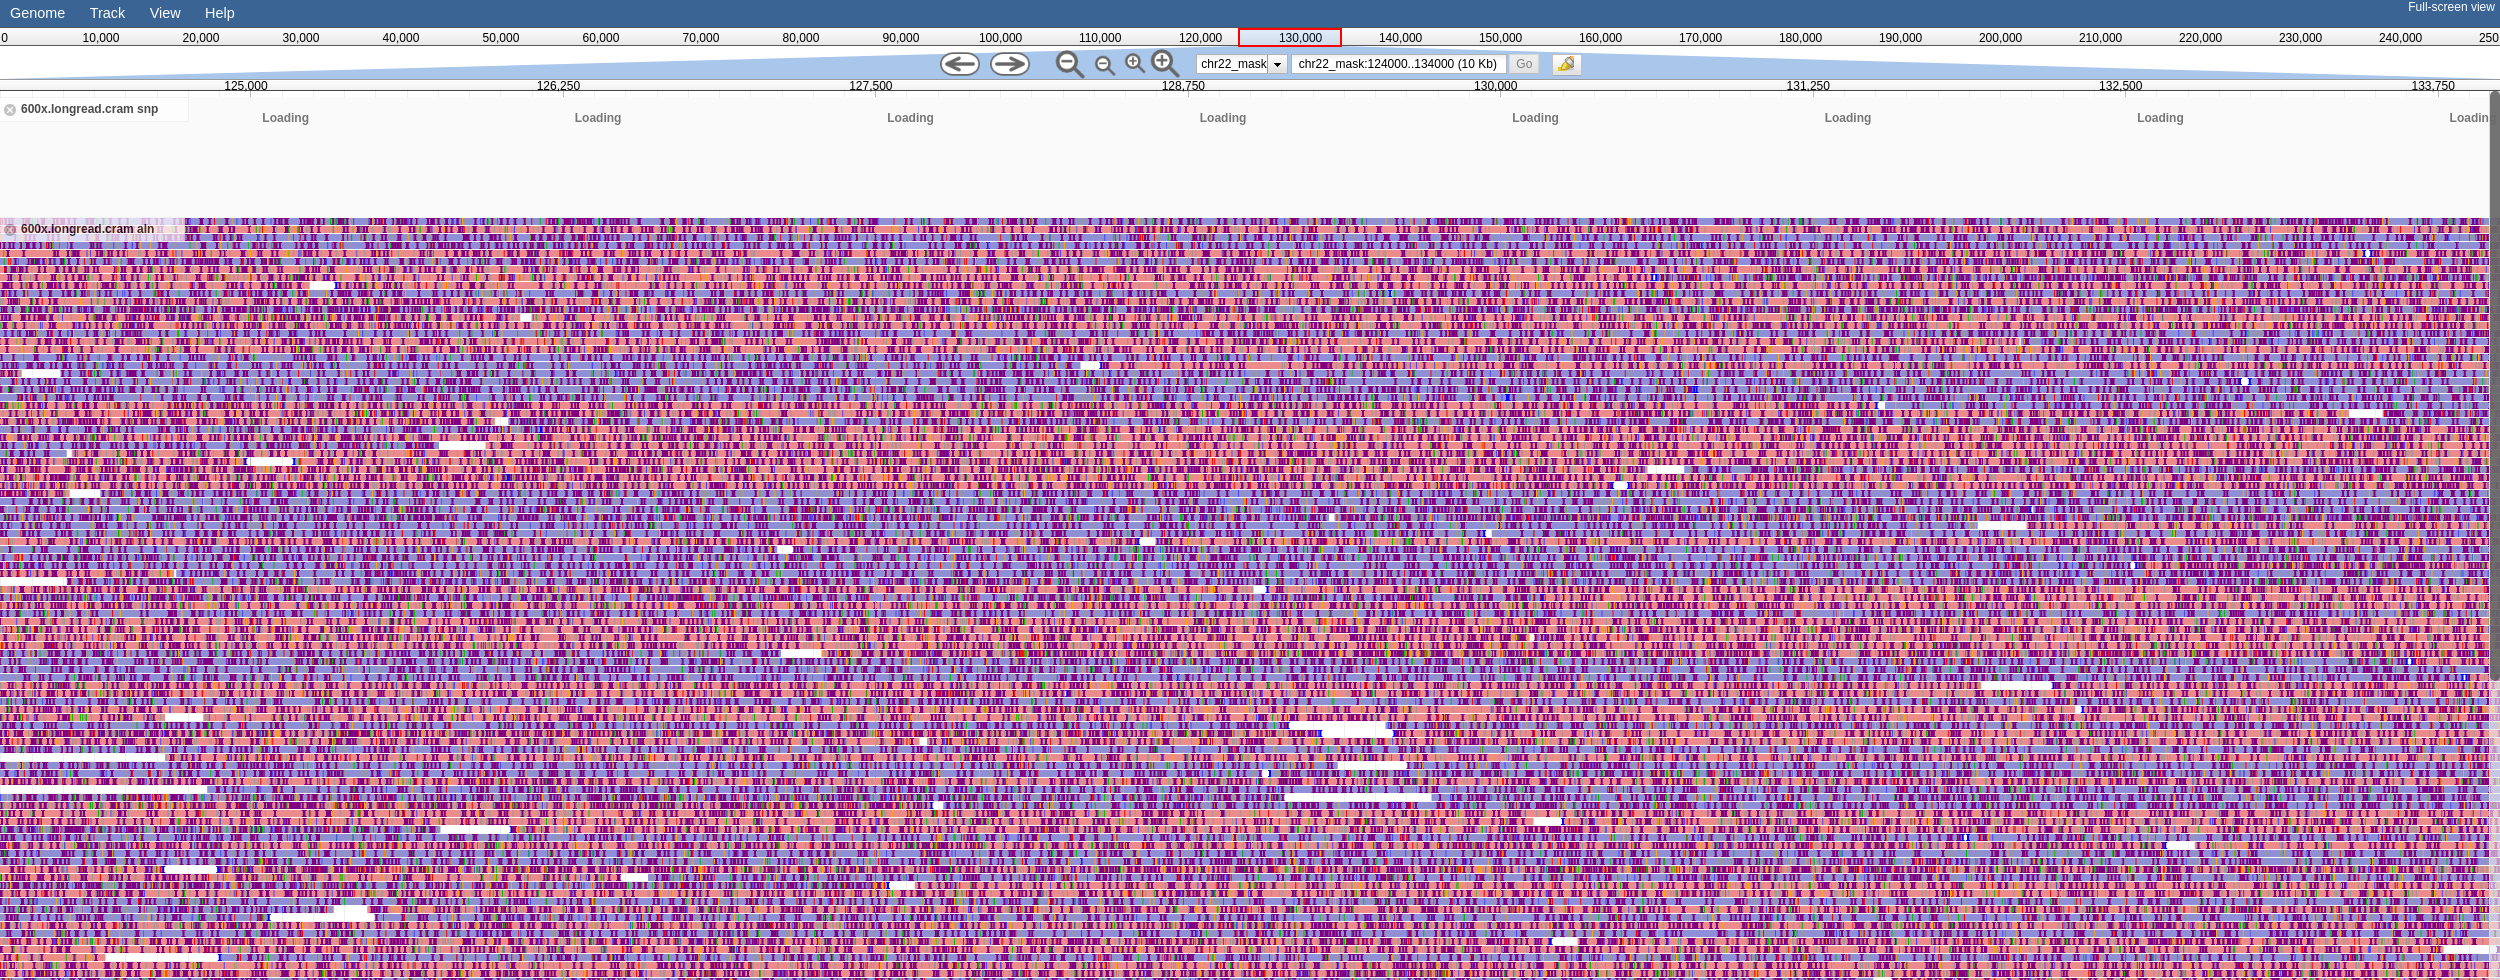 Genome Track View Help Full-screen view
0 10,000 20,000 30,000 40,000 50,000 60,000 70,000 80,000 90,000 100,000 110,000 120,000 130,000 140,000 150,000 160,000 170,000 180,000 190,000 200,000 210,000 220,000 230,000 240,000 250
chr22_mask chr22_mask:124000..134000 (10 Kb) Go
125,000 126,250 127,500 128,750 130,000 131,250 132,500 133,750
600x.longread.cram snp
Loading Loading Loading Loading Loading Loading Loading Loadin
600x.longread.cram aln